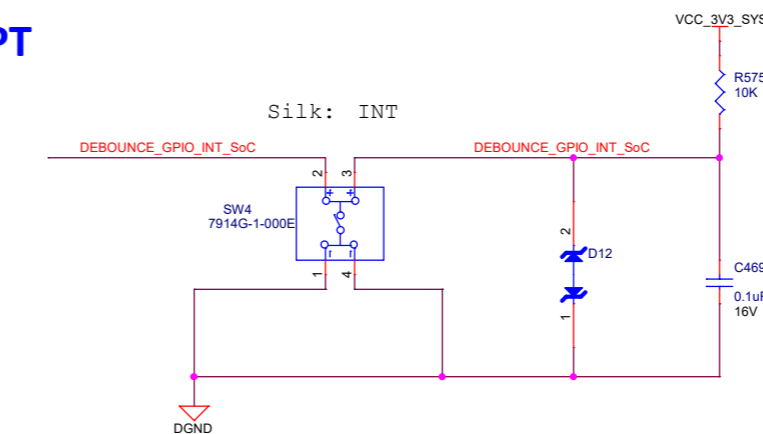 PT
VCC_3V3_SYS
R575
10K
Silk: INT
DEBOUNCE_GPIO_INT_SoC
DEBOUNCE_GPIO_INT_SoC
2
3
SW4
7914G-1-000E
1
4
2
D12
1
C469
0.1uF
16V
DGND